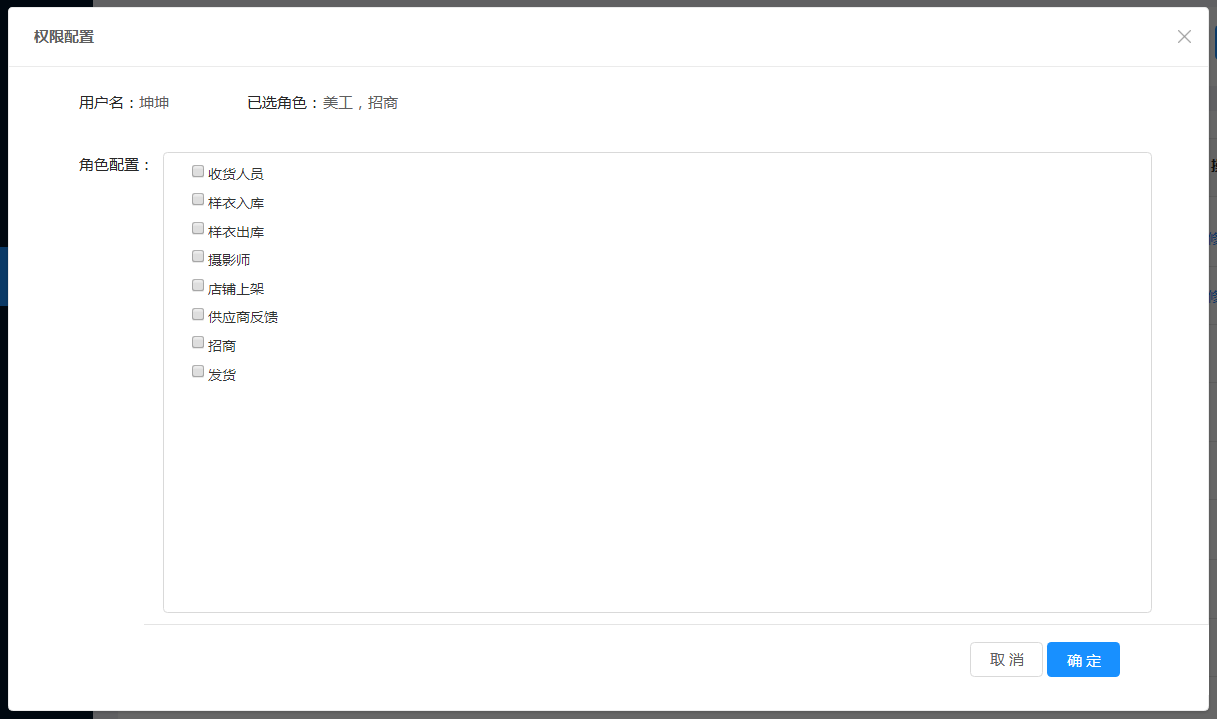 权限配置
用户名：坤坤 已选角色：美工，招商
角色配置：
收货人员
样衣入库
样衣出库
摄影师
店铺上架
供应商反馈
招商
发货
取 消 确 定